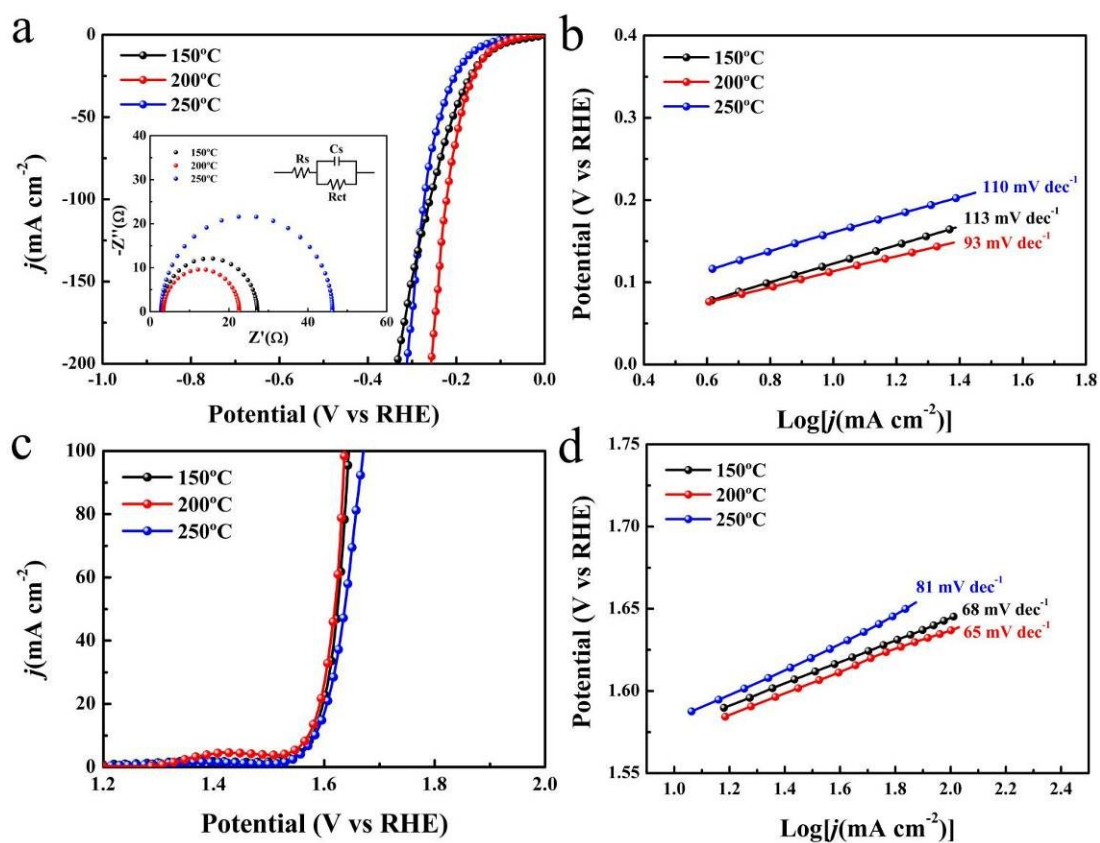 a
0
-50
-100
-150
-200
j(mA cm⁻²)
150ºC
200ºC
250ºC
40
30
20
10
0
-Z''(Ω)
150ºC
200ºC
250ºC
Rs
Cs
Rct
0 20 40 60
Z'(Ω)
-1.0 -0.8 -0.6 -0.4 -0.2 0.0
Potential (V vs RHE)
b
0.4
0.3
0.2
0.1
0.0
Potential (V vs RHE)
150ºC
200ºC
250ºC
110 mV dec⁻¹
113 mV dec⁻¹
93 mV dec⁻¹
0.4 0.6 0.8 1.0 1.2 1.4 1.6 1.8
Log[j(mA cm⁻²)]
c
100
80
60
40
20
0
j(mA cm⁻²)
150ºC
200ºC
250ºC
1.2 1.4 1.6 1.8 2.0
Potential (V vs RHE)
d
1.75
1.70
1.65
1.60
1.55
Potential (V vs RHE)
150ºC
200ºC
250ºC
81 mV dec⁻¹
68 mV dec⁻¹
65 mV dec⁻¹
1.0 1.2 1.4 1.6 1.8 2.0 2.2 2.4
Log[j(mA cm⁻²)]